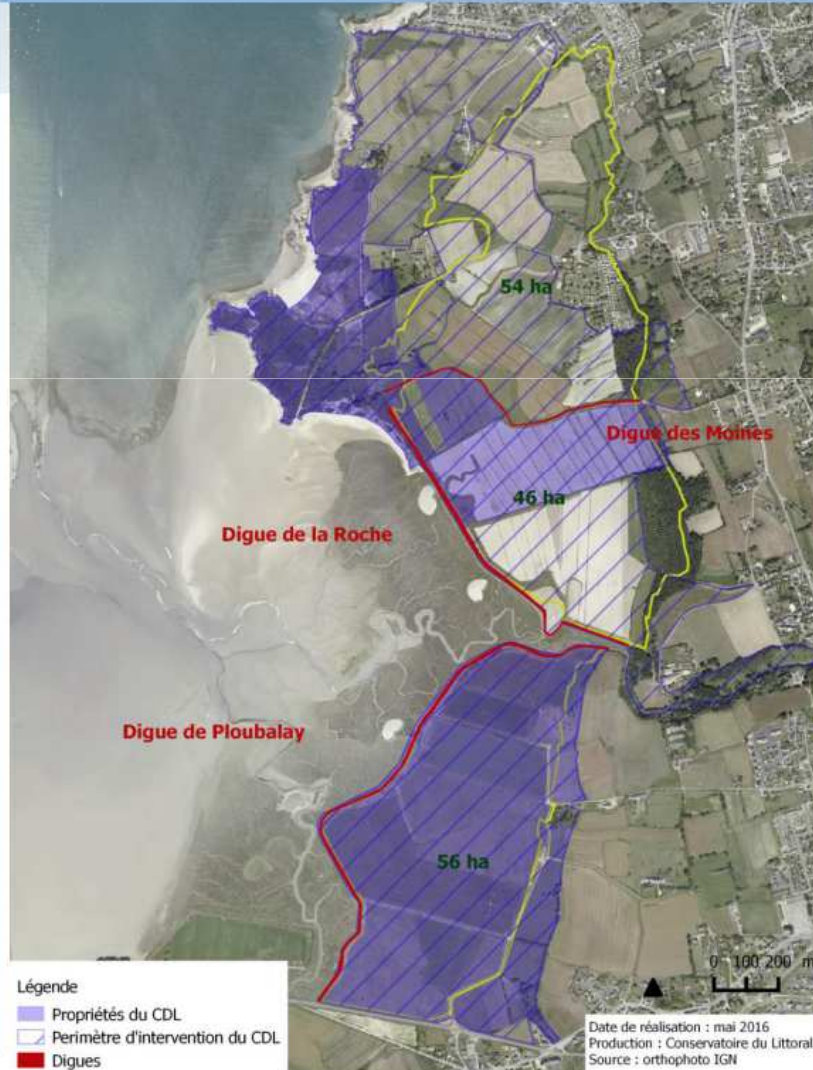 54 ha
Digue des Moines
46 ha
Digue de la Roche
Digue de Ploubalay
56 ha
0 100 200 m
Légende
Propriétés du CDL
Perimètre d'intervention du CDL
Digues
Date de réalisation : mai 2016
Production : Conservatoire du Littoral
Source : orthophoto IGN